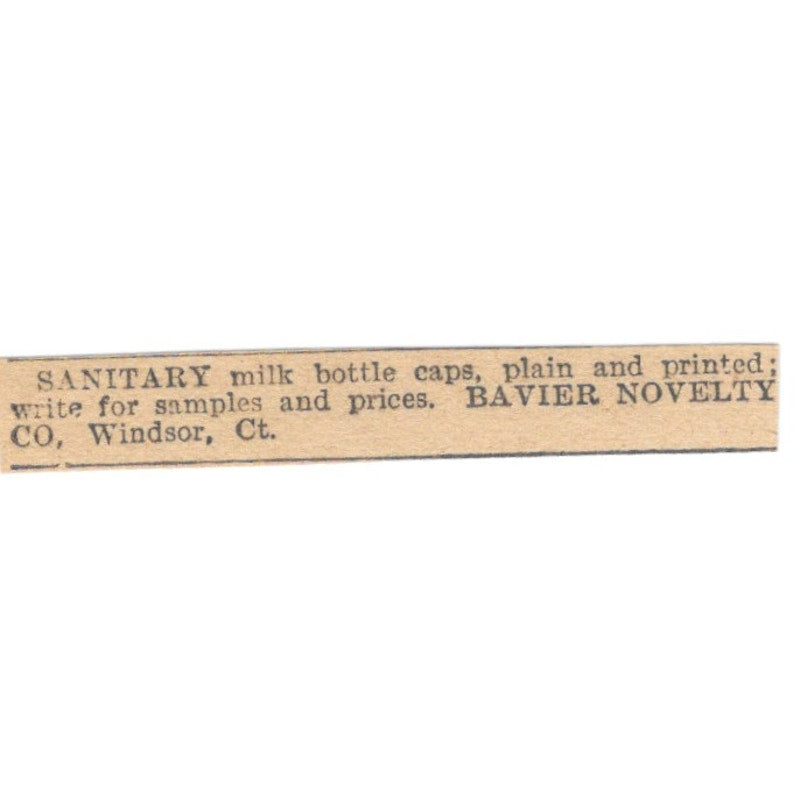 SANITARY milk bottle caps, plain and printed;
write for samples and prices. BAVIER NOVELTY
CO, Windsor, Ct.